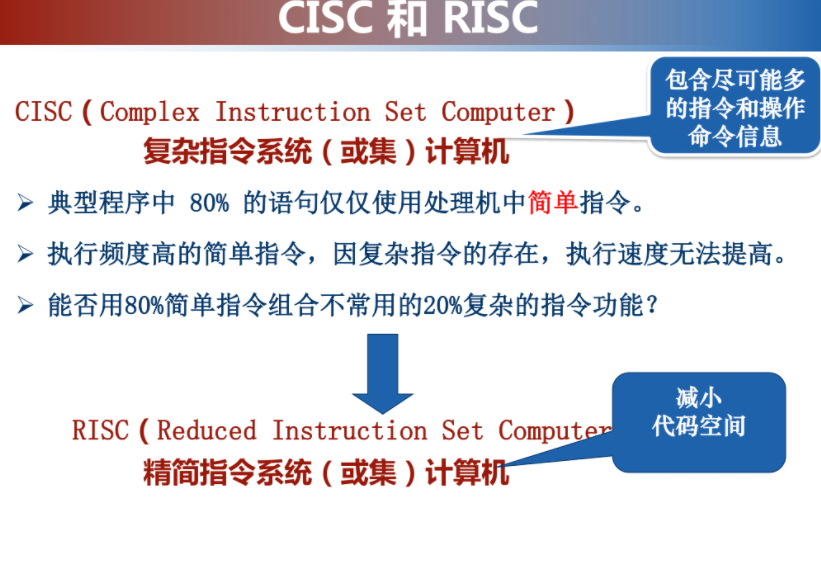 CISC 和 RISC
包含尽可能多
的指令和操作
命令信息
CISC（Complex Instruction Set Computer）
复杂指令系统（或集）计算机
典型程序中 80% 的语句仅仅使用处理机中简单指令。
执行频度高的简单指令，因复杂指令的存在，执行速度无法提高。
能否用80%简单指令组合不常用的20%复杂的指令功能？
减小
代码空间
RISC（Reduced Instruction Set Computer
精简指令系统（或集）计算机